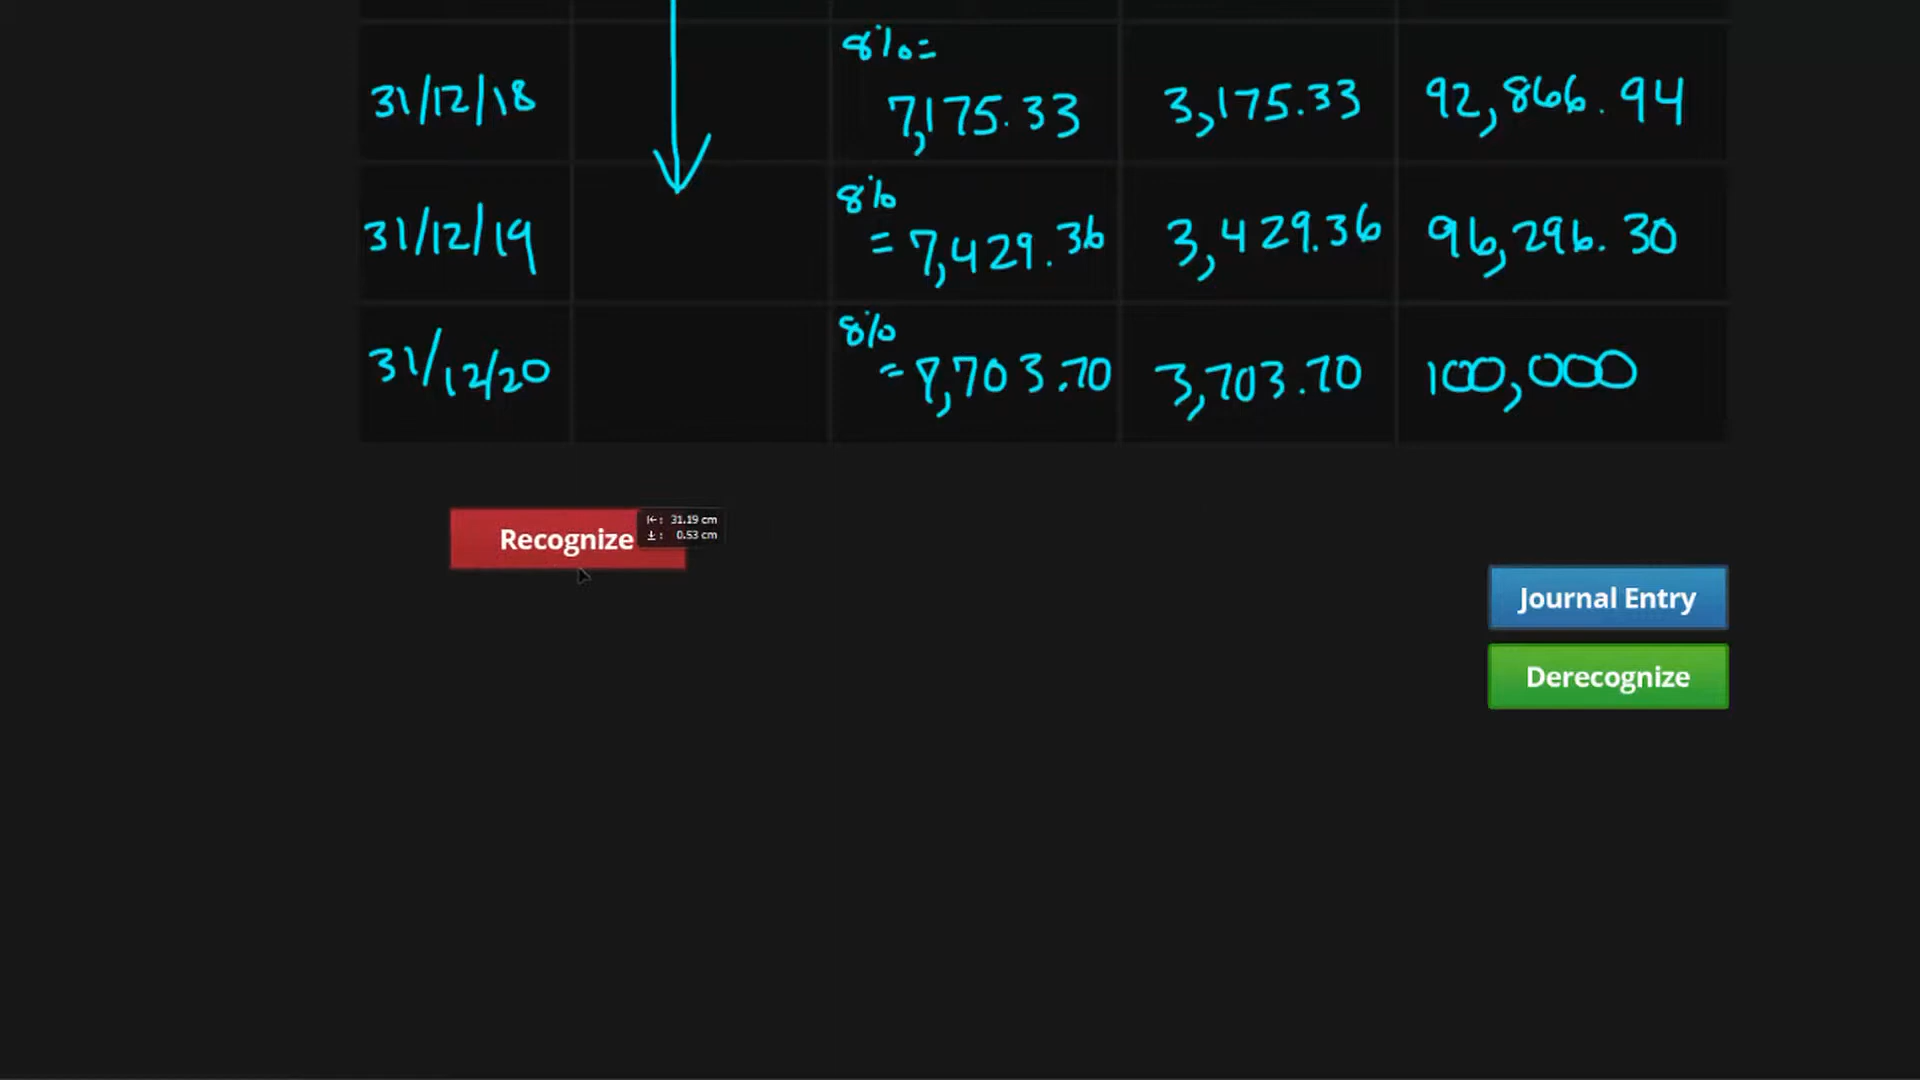 8%=
31/12/18 7,175.33 3,175.33 92,866.94
8%
31/12/19 = 7,429.36 3,429.36 96,296.30
8%
31/12/20 = 7,703.70 3,703.70 100,000
Recognize
31.19 cm
0.53 cm
Journal Entry
Derecognize